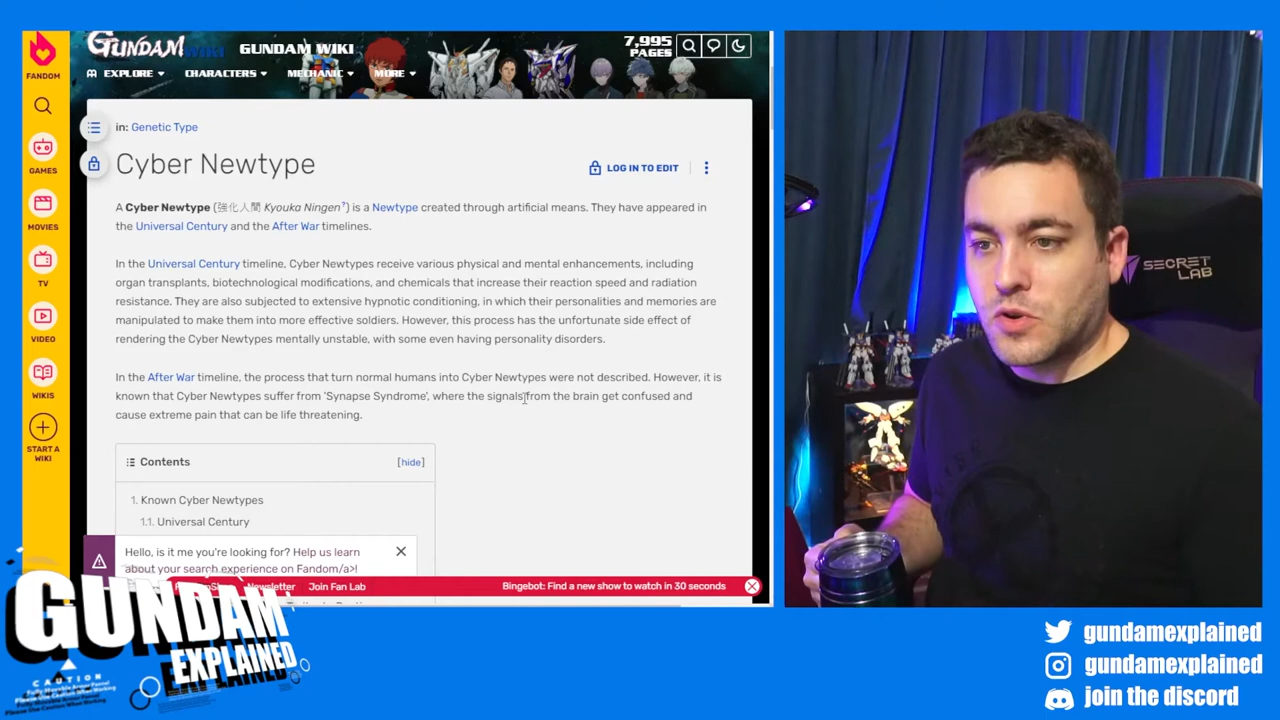 GUNDAM WIKI
GUNDAM WIKI
7,995
PAGES
FANDOM
EXPLORE
CHARACTERS
MECHANIC
MORE
GAMES
MOVIES
TV
VIDEO
WIKIS
START A
WIKI
in: Genetic Type
Cyber Newtype
LOG IN TO EDIT
A Cyber Newtype (強化人間 Kyouka Ningen?) is a Newtype created through artificial means. They have appeared in
the Universal Century and the After War timelines.
In the Universal Century timeline, Cyber Newtypes receive various physical and mental enhancements, including
organ transplants, biotechnological modifications, and chemicals that increase their reaction speed and radiation
resistance. They are also subjected to extensive hypnotic conditioning, in which their personalities and memories are
manipulated to make them into more effective soldiers. However, this process has the unfortunate side effect of
rendering the Cyber Newtypes mentally unstable, with some even having personality disorders.
In the After War timeline, the process that turn normal humans into Cyber Newtypes were not described. However, it is
known that Cyber Newtypes suffer from 'Synapse Syndrome', where the signals from the brain get confused and
cause extreme pain that can be life threatening.
Contents
[hide]
1. Known Cyber Newtypes
1.1. Universal Century
Hello, is it me you're looking for? Help us learn
about your search experience on Fandom/a>!
Newsletter
Join Fan Lab
Bingebot: Find a new show to watch in 30 seconds
SECRET
LAB
GUNDAM
EXPLAINED
CAUTION
gundamexplained
gundamexplained
join the discord